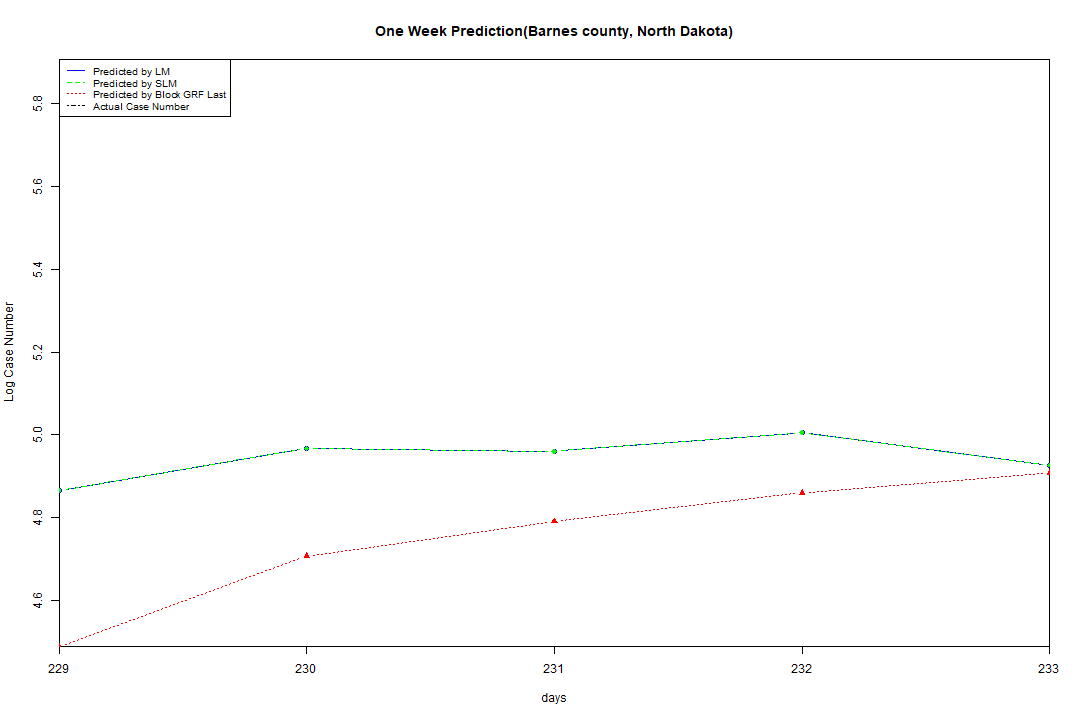 One Week Prediction(Barnes county, North Dakota)
Predicted by LM
Predicted by SLM
Predicted by Block GRF Last
Actual Case Number
5.8
5.6
5.4
5.2
5.0
4.8
4.6
Log Case Number
229 230 231 232 233
days